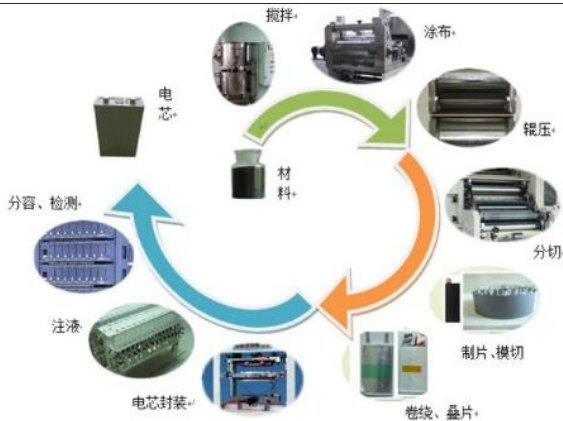 搅拌
涂布
辊压
分切
制片、模切
卷绕、叠片
电芯封装
注液
分容、检测
电
芯
材
料